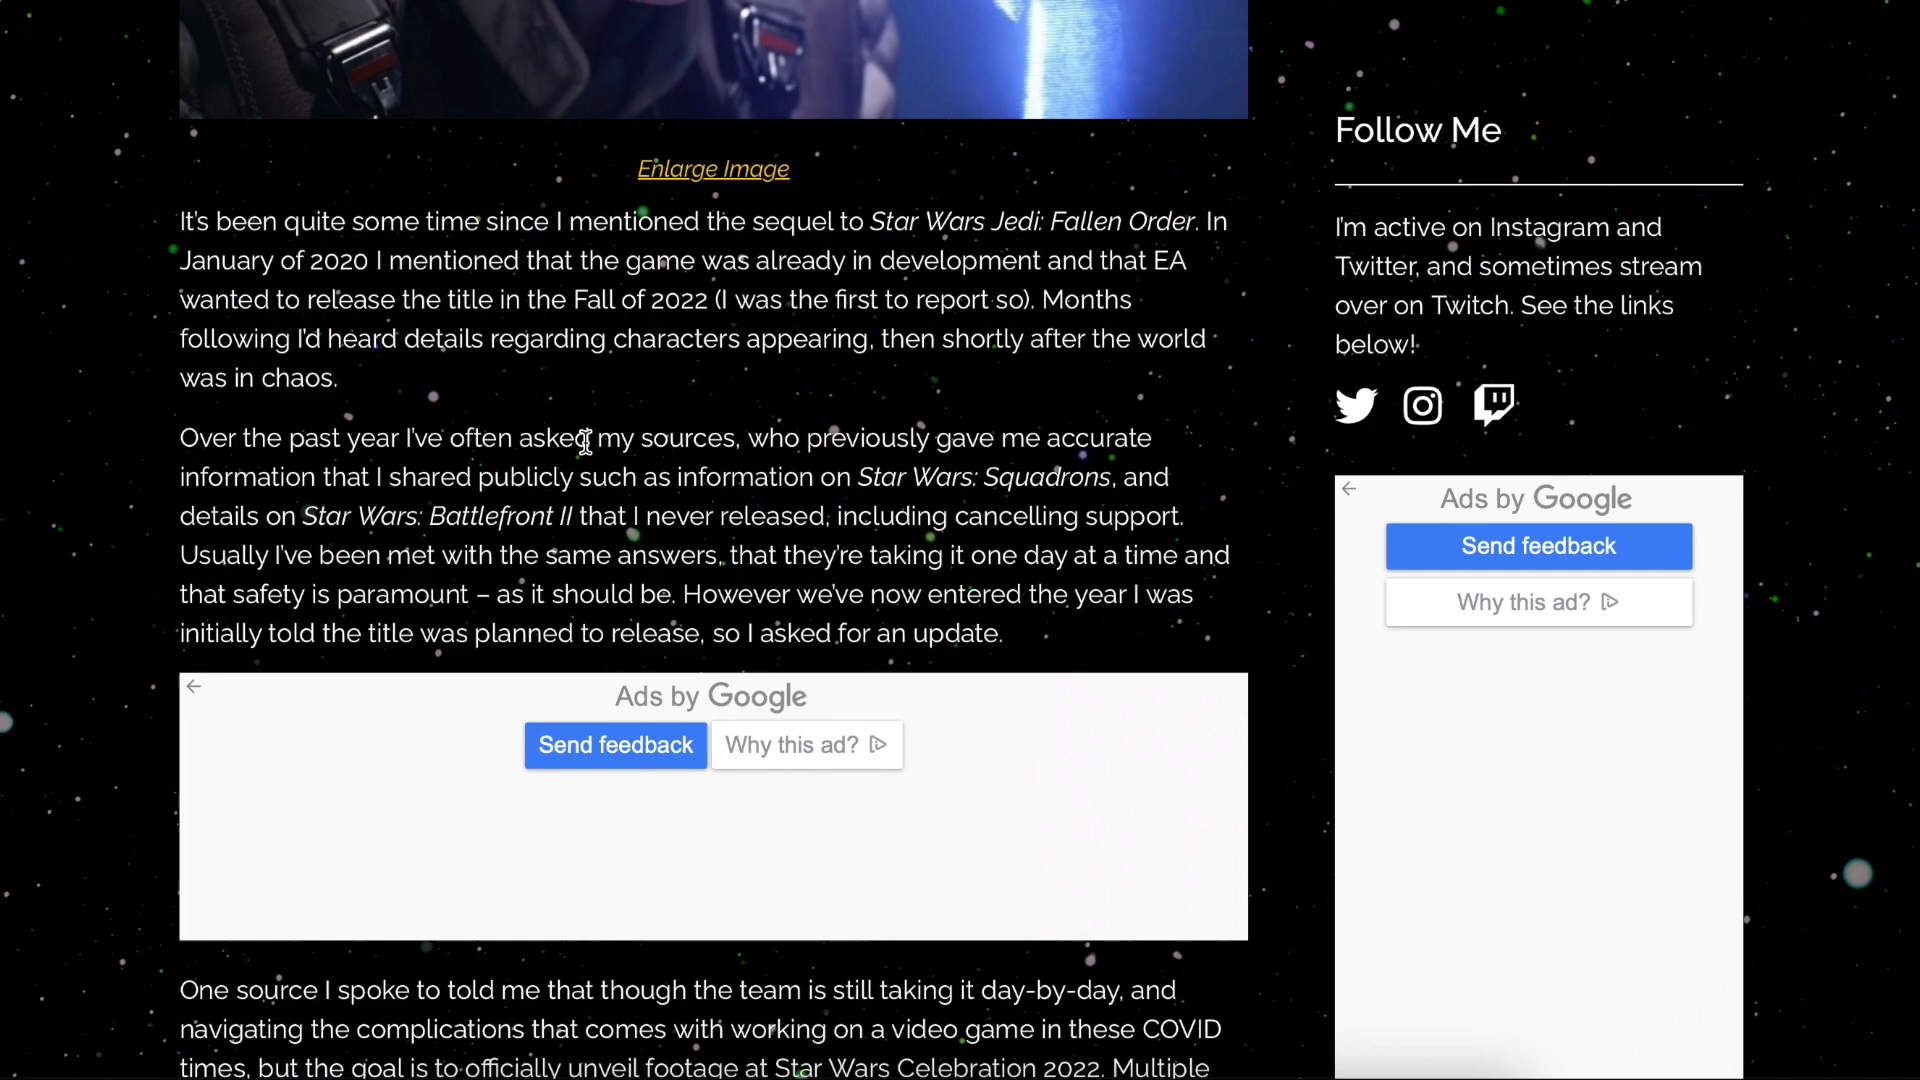 Enlarge Image
It's been quite some time since I mentioned the sequel to Star Wars Jedi: Fallen Order. In
January of 2020 I mentioned that the game was already in development and that EA
wanted to release the title in the Fall of 2022 (I was the first to report so). Months
following I'd heard details regarding characters appearing, then shortly after the world
was in chaos.
Over the past year I've often asked my sources, who previously gave me accurate
information that I shared publicly such as information on Star Wars: Squadrons, and
details on Star Wars: Battlefront II that I never released, including cancelling support.
Usually I've been met with the same answers, that they're taking it one day at a time and
that safety is paramount – as it should be. However we've now entered the year I was
initially told the title was planned to release, so I asked for an update.
Ads by Google
Send feedback
Why this ad?
One source I spoke to told me that though the team is still taking it day-by-day, and
navigating the complications that comes with working on a video game in these COVID
times, but the goal is to officially unveil footage at Star Wars Celebration 2022. Multiple
Follow Me
I'm active on Instagram and
Twitter, and sometimes stream
over on Twitch. See the links
below!
Ads by Google
Send feedback
Why this ad?